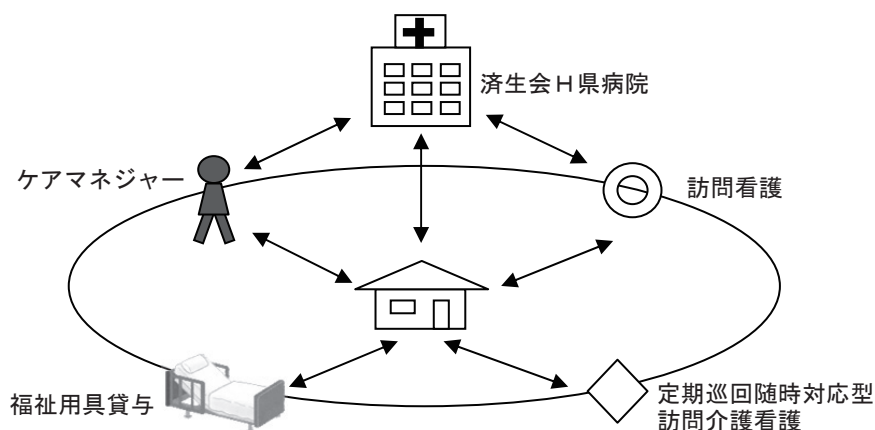 済生会H県病院
ケアマネジャー
訪問看護
福祉用具貸与
定期巡回随時対応型
訪問介護看護